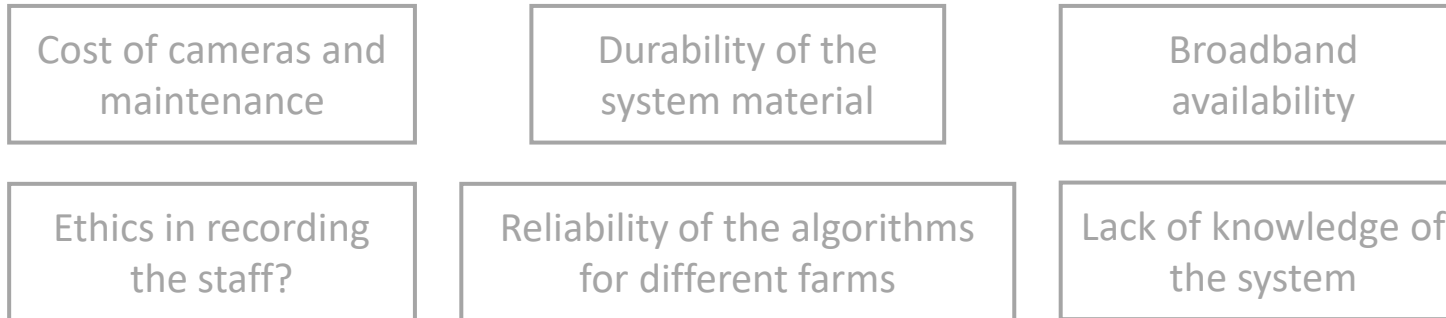 Cost of cameras and
maintenance
Durability of the
system material
Broadband
availability
Ethics in recording
the staff?
Reliability of the algorithms
for different farms
Lack of knowledge of
the system